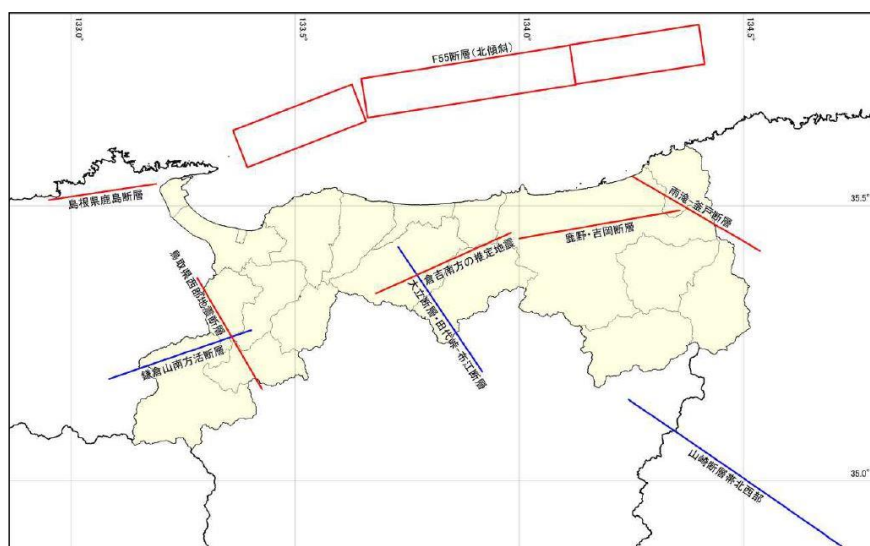 133.0°
133.5°
134.0°
134.5°
F55断層(北傾斜)
島根県鹿島断層
雨滝-釜戸断層
35.5°
鹿野・吉岡断層
倉吉南方の推定地震
鳥取県西部地震断層
大立断層・田代峠-布江断層
鎌倉山南方活断層
山崎断層帯北西部
35.0°